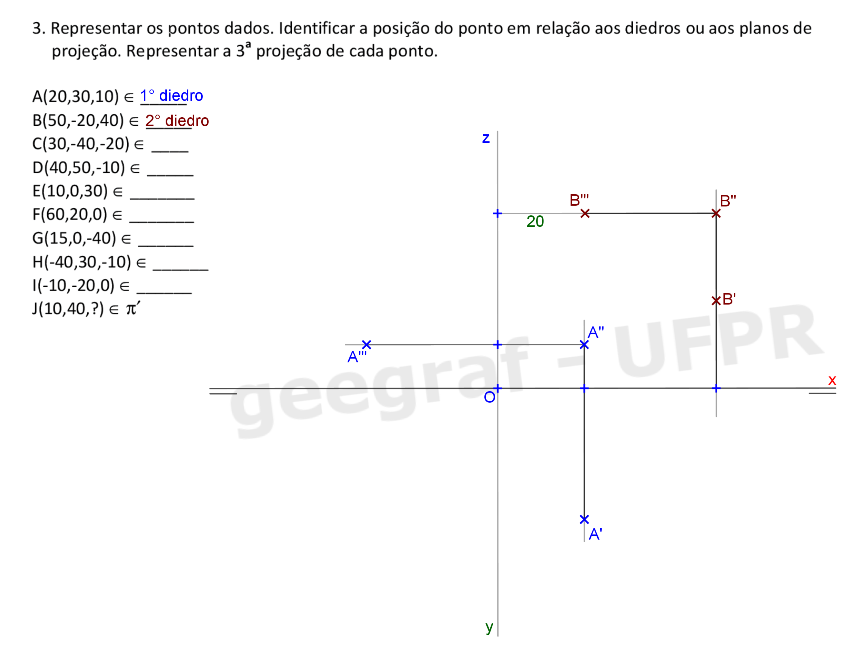 3. Representar os pontos dados. Identificar a posição do ponto em relação aos diedros ou aos planos de
projeção. Representar a 3ª projeção de cada ponto.
A(20,30,10) ∈ 1° diedro
B(50,-20,40) ∈ 2° diedro
C(30,-40,-20) ∈ ____
D(40,50,-10) ∈ _____
E(10,0,30) ∈ _______
F(60,20,0) ∈ _______
G(15,0,-40) ∈ ______
H(-40,30,-10) ∈ ______
I(-10,-20,0) ∈ ______
J(10,40,?) ∈ π′
z
B'''
B''
20
B'
A''
A'''
x
O
A'
y
geegraf - UFPR